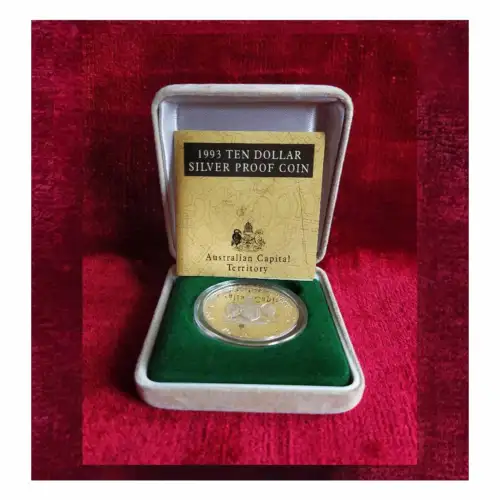 1993 TEN DOLLAR
SILVER PROOF COIN
Australian Capital
Territory